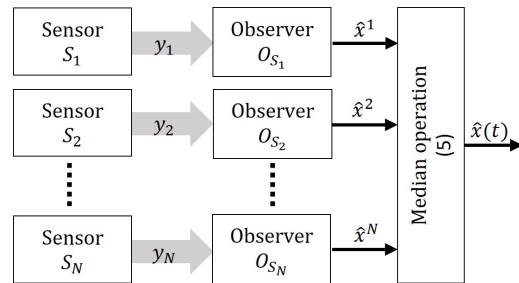 Sensor
S₁
y₁
Observer
O_{S₁}
x̂¹
Sensor
S₂
y₂
Observer
O_{S₂}
x̂²
Sensor
S_N
y_N
Observer
O_{S_N}
x̂^N
Median operation
(5)
x̂(t)